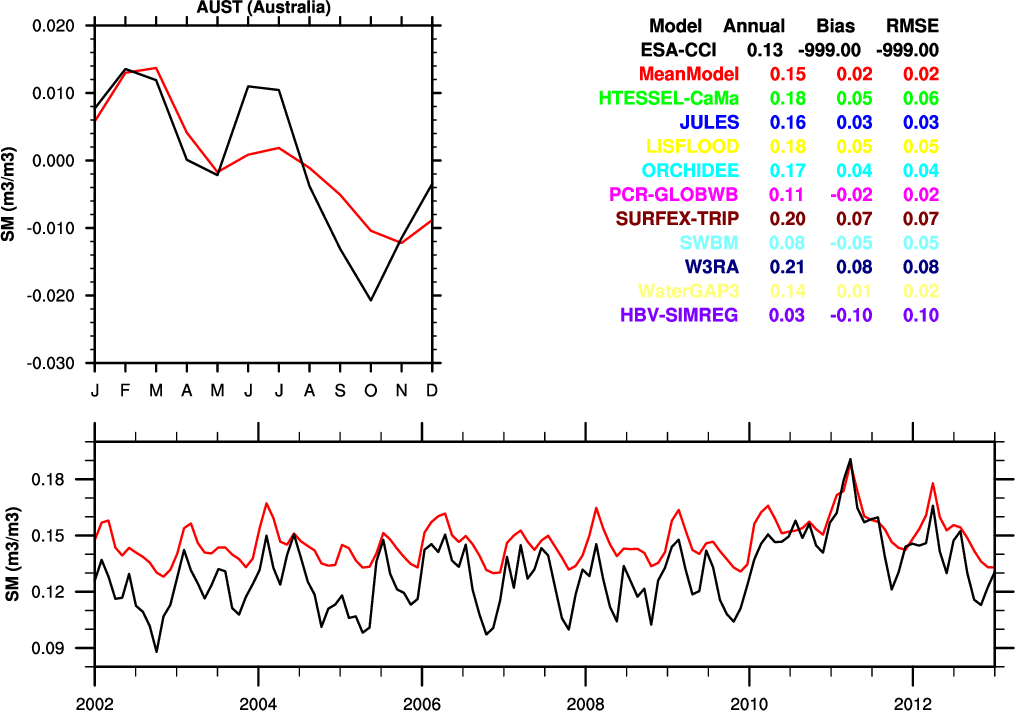 AUST (Australia)
0.020
0.010
0.000
-0.010
-0.020
-0.030
SM (m3/m3)
J F M A M J J A S O N D
Model Annual Bias RMSE
ESA-CCI 0.13 -999.00 -999.00
MeanModel 0.15 0.02 0.02
HTESSEL-CaMa 0.18 0.05 0.06
JULES 0.16 0.03 0.03
LISFLOOD 0.18 0.05 0.05
ORCHIDEE 0.17 0.04 0.04
PCR-GLOBWB 0.11 -0.02 0.02
SURFEX-TRIP 0.20 0.07 0.07
SWBM 0.08 -0.05 0.05
W3RA 0.21 0.08 0.08
WaterGAP3 0.14 0.01 0.02
HBV-SIMREG 0.03 -0.10 0.10
0.18
0.15
0.12
0.09
SM (m3/m3)
2002 2004 2006 2008 2010 2012